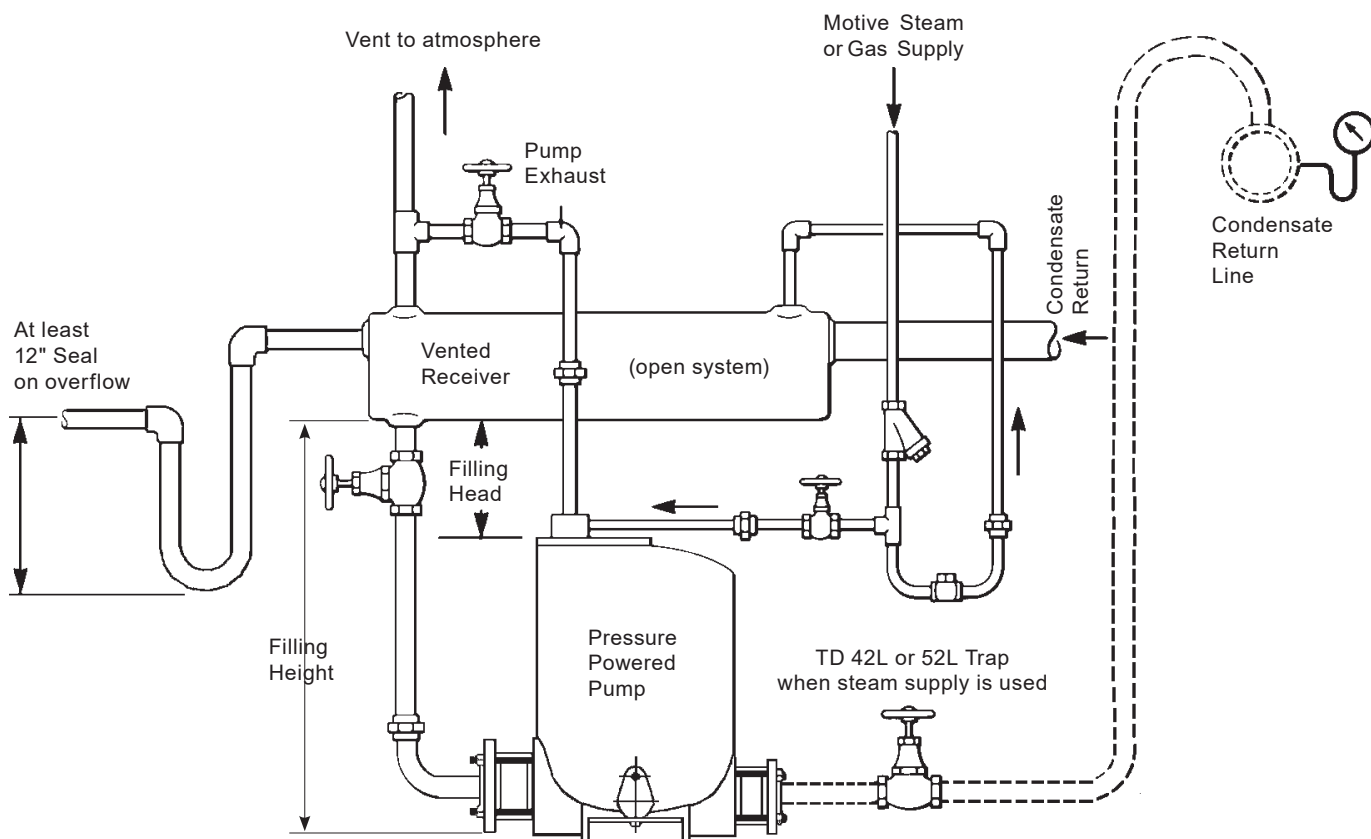 Vent to atmosphere
Motive Steam
or Gas Supply
Pump
Exhaust
Condensate
Return
Condensate
Return
Line
At least
12" Seal
on overflow
Vented
Receiver
(open system)
Filling
Head
Filling
Height
Pressure
Powered
Pump
TD 42L or 52L Trap
when steam supply is used